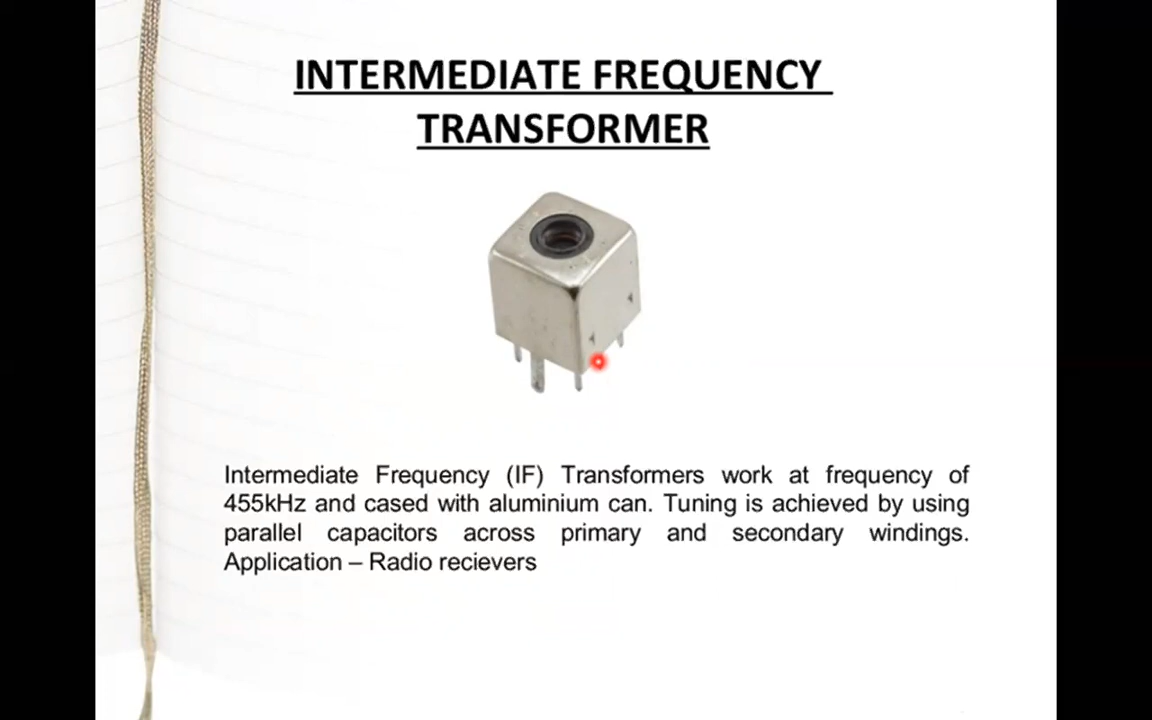 INTERMEDIATE FREQUENCY
TRANSFORMER
Intermediate Frequency (IF) Transformers work at frequency of
455kHz and cased with aluminium can. Tuning is achieved by using
parallel capacitors across primary and secondary windings.
Application – Radio recievers